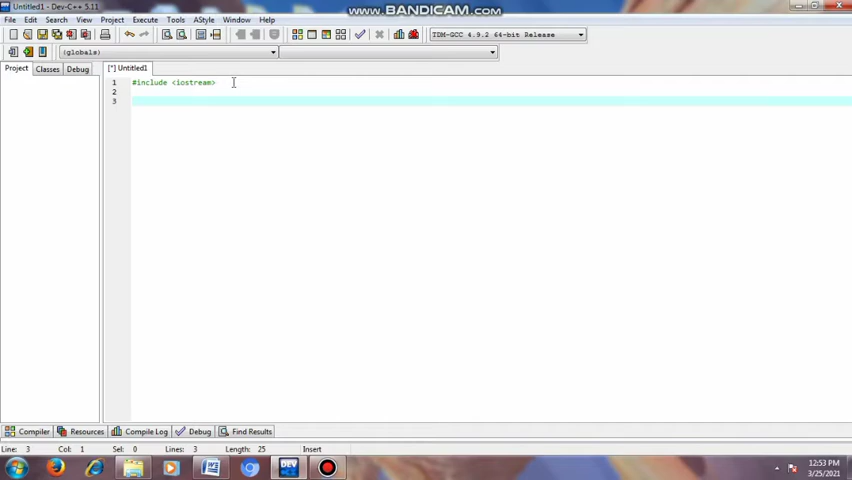 Untitled1 - Dev-C++ 5.11
www.BANDICAM.com
File Edit Search View Project Execute Tools AStyle Window Help
TDM-GCC 4.9.2 64-bit Release
(globals)
Project Classes Debug
[*] Untitled1
1 #include <iostream>
2
3
Compiler Resources Compile Log Debug Find Results
Line: 3 Col: 1 Sel: 0 Lines: 3 Length: 25 Insert
DEV
12:53 PM
3/25/2021